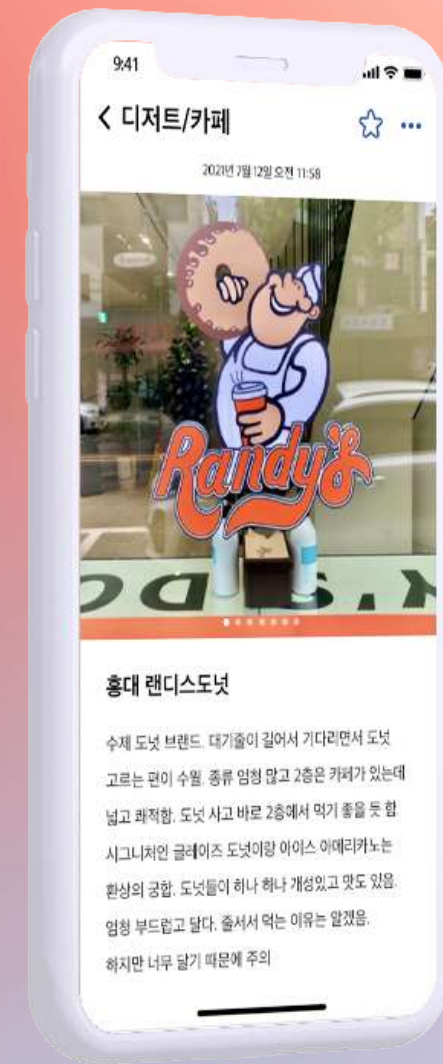 9:41
디저트/카페
2021년 7월 12일 오전 11:58
Randy's
홍대 랜디스도넛
수제 도넛 브랜드. 대기줄이 길어서 기다리면서 도넛
고르는 편이 수월. 종류 엄청 많고 2층은 카페가 있는데
넓고 쾌적함. 도넛 사고 바로 2층에서 먹기 좋을 듯 함
시그니처인 글레이즈 도넛이랑 아이스 아메리카노는
환상의 궁합. 도넛들이 하나 하나 개성있고 맛도 있음.
엄청 부드럽고 달다. 줄서서 먹는 이유는 알겠음.
하지만 너무 달기 때문에 주의